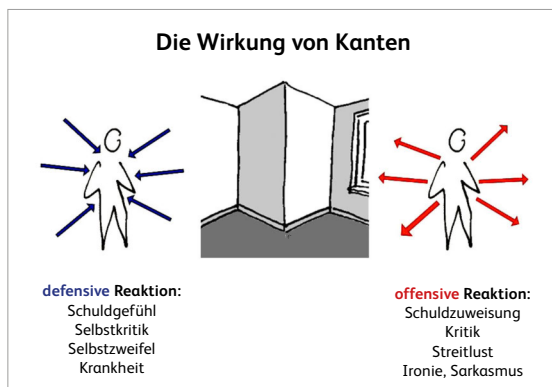 Die Wirkung von Kanten
defensive Reaktion:
Schuldgefühl
Selbstkritik
Selbstzweifel
Krankheit
offensive Reaktion:
Schuldzuweisung
Kritik
Streitlust
Ironie, Sarkasmus